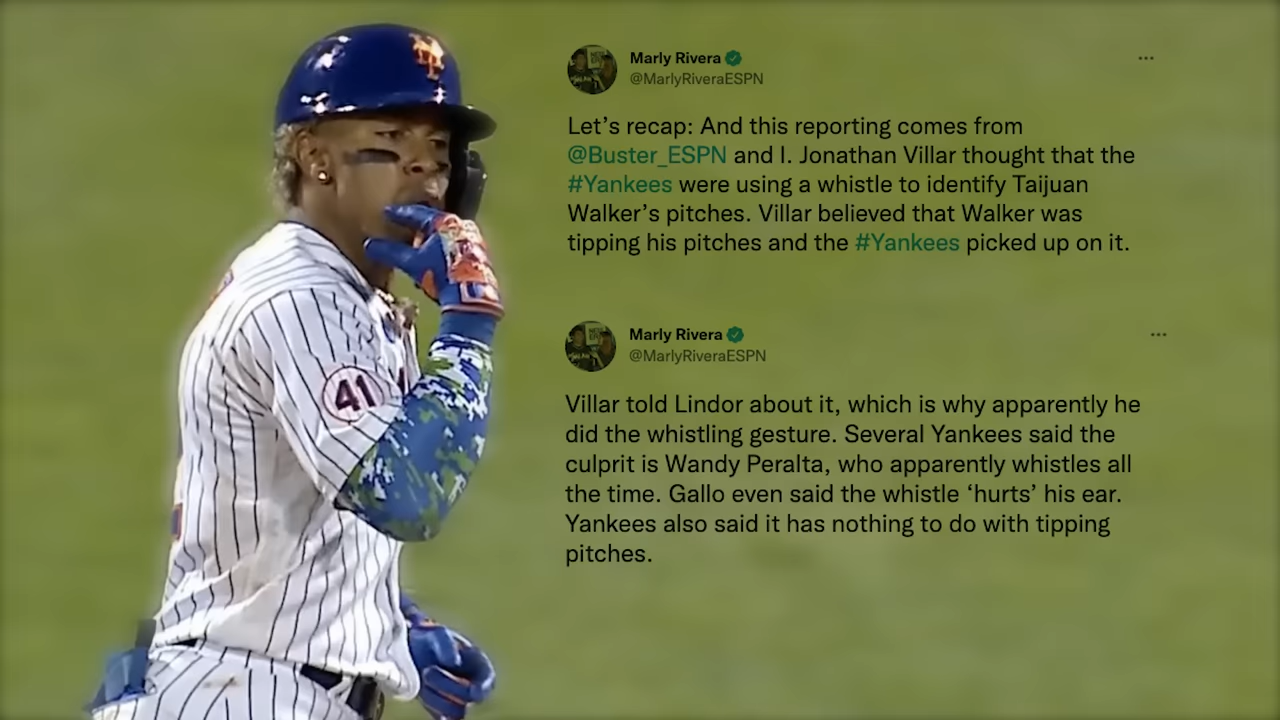 NY
41
Marly Rivera
@MarlyRiveraESPN
Let’s recap: And this reporting comes from
@Buster_ESPN and I. Jonathan Villar thought that the
#Yankees were using a whistle to identify Taijuan
Walker’s pitches. Villar believed that Walker was
tipping his pitches and the #Yankees picked up on it.
Marly Rivera
@MarlyRiveraESPN
Villar told Lindor about it, which is why apparently he
did the whistling gesture. Several Yankees said the
culprit is Wandy Peralta, who apparently whistles all
the time. Gallo even said the whistle ‘hurts’ his ear.
Yankees also said it has nothing to do with tipping
pitches.